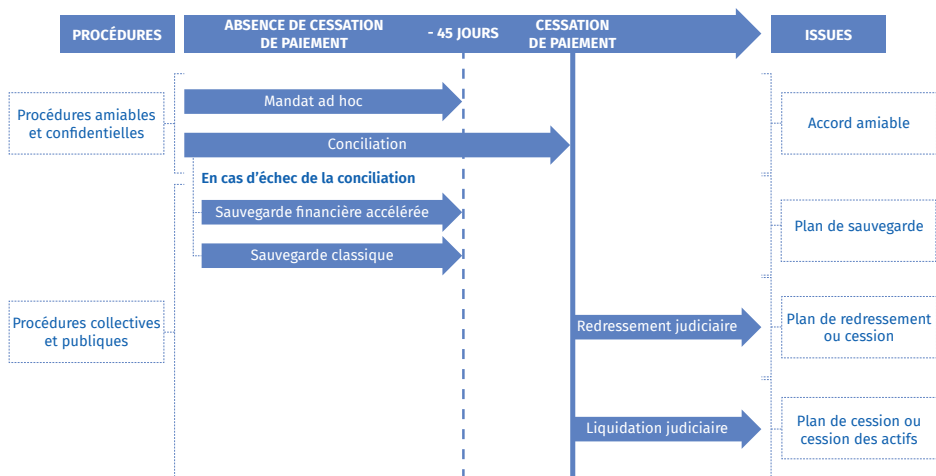 PROCÉDURES
ABSENCE DE CESSATION
DE PAIEMENT
- 45 JOURS
CESSATION
DE PAIEMENT
ISSUES
Procédures amiables
et confidentielles
Mandat ad hoc
Conciliation
Accord amiable
En cas d’échec de la conciliation
Sauvegarde financière accélérée
Sauvegarde classique
Plan de sauvegarde
Procédures collectives
et publiques
Redressement judiciaire
Plan de redressement
ou cession
Liquidation judiciaire
Plan de cession ou
cession des actifs